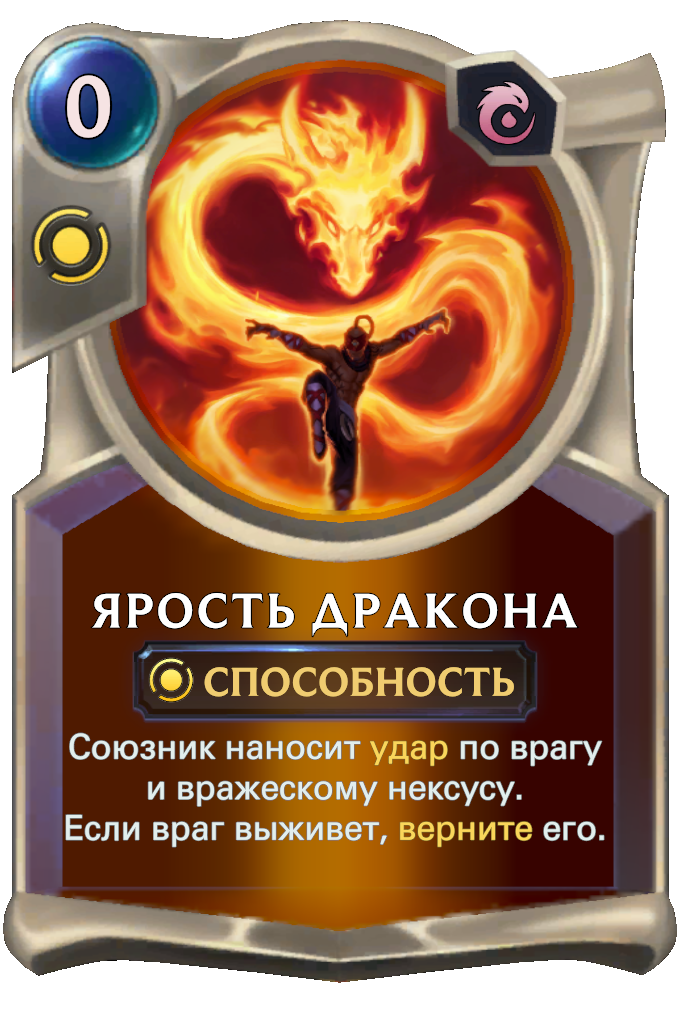 0
ЯРОСТЬ ДРАКОНА
СПОСОБНОСТЬ
Союзник наносит удар по врагу
и вражескому нексусу.
Если враг выживет, верните его.